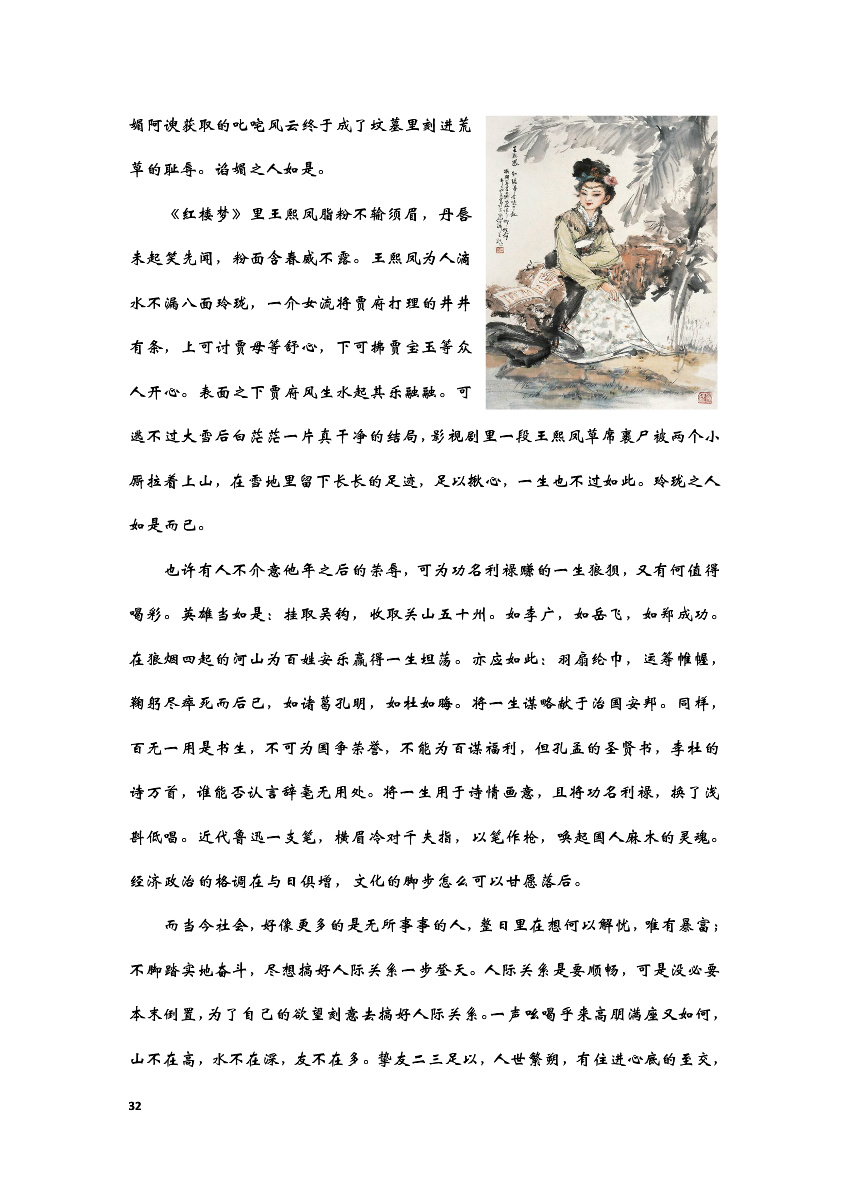 媚阿谀获取的叱咤风云终于成了坟墓里刻进荒
草的耻辱。谄媚之人如是。
《红楼梦》里王熙凤脂粉不输须眉，丹唇
未起笑先闻，粉面含春威不露。王熙凤为人滴
水不漏八面玲珑，一介女流将贾府打理的井井
有条，上可讨贾母等舒心，下可拂贾宝玉等众
人开心。表面之下贾府风生水起其乐融融。可
逃不过大雪后白茫茫一片真干净的结局，影视剧里一段王熙凤草席裹尸被两个小
厮拉着上山，在雪地里留下长长的足迹，足以揪心，一生也不过如此。玲珑之人
如是而已。
也许有人不介意他年之后的荣辱，可为功名利禄赚的一生狼狈，又有何值得
喝彩。英雄当如是：挂取吴钩，收取关山五十州。如李广，如岳飞，如郑成功。
在狼烟四起的河山为百姓安乐赢得一生坦荡。亦应如此：羽扇纶巾，运筹帷幄，
鞠躬尽瘁死而后已，如诸葛孔明，如杜如晦。将一生谋略献于治国安邦。同样，
百无一用是书生，不可为国争荣誉，不能为百谋福利，但孔孟的圣贤书，李杜的
诗万首，谁能否认言辞毫无用处。将一生用于诗情画意，且将功名利禄，换了浅
斟低唱。近代鲁迅一支笔，横眉冷对千夫指，以笔作枪，唤起国人麻木的灵魂。
经济政治的格调在与日俱增，文化的脚步怎么可以甘愿落后。
而当今社会，好像更多的是无所事事的人，整日里在想何以解忧，唯有暴富；
不脚踏实地奋斗，尽想搞好人际关系一步登天。人际关系是要顺畅，可是没必要
本末倒置，为了自己的欲望刻意去搞好人际关系。一声吆喝乎来高朋满座又如何，
山不在高，水不在深，友不在多。挚友二三足以，人世繁朔，有住进心底的至交，
32